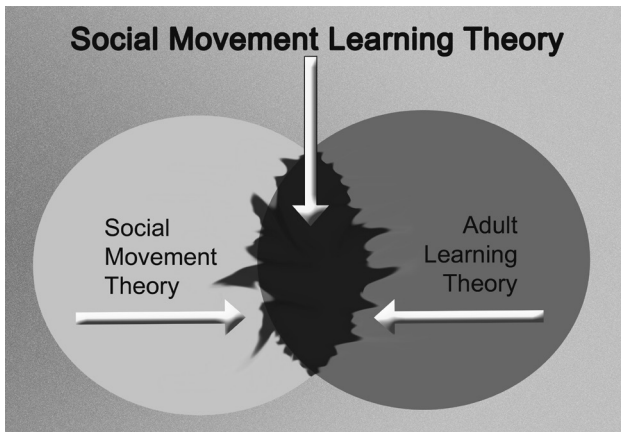 Social Movement Learning Theory
Social
Movement
Theory
Adult
Learning
Theory